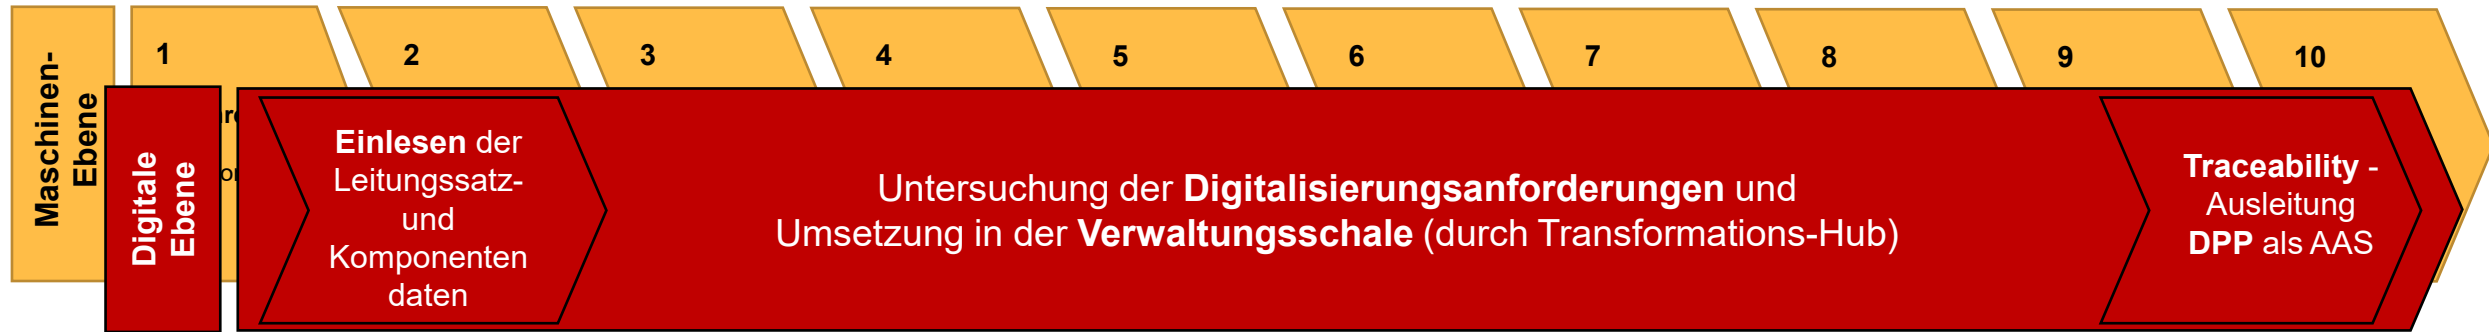 Maschinen-
Ebene
1
2
3
4
5
6
7
8
9
10
Digitale
Ebene
Einlesen der
Leitungssatz-
und
Komponenten
daten
Untersuchung der Digitalisierungsanforderungen und
Umsetzung in der Verwaltungsschale (durch Transformations-Hub)
Traceability -
Ausleitung
DPP als AAS